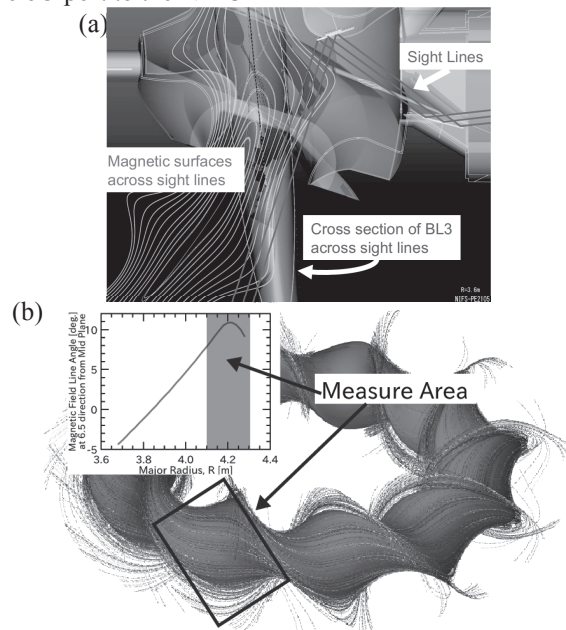 (a)
Sight Lines
Magnetic surfaces
across sight lines
Cross section of BL3
across sight lines
R=3.6m
NIFS-PE2105
(b)
Magnetic Field Line Angle [deg.]
at 6.5 direction from Mid Plane
10
5
0
-5
3.6
3.8
4.0
4.2
4.4
Major Radius, R [m]
Measure Area